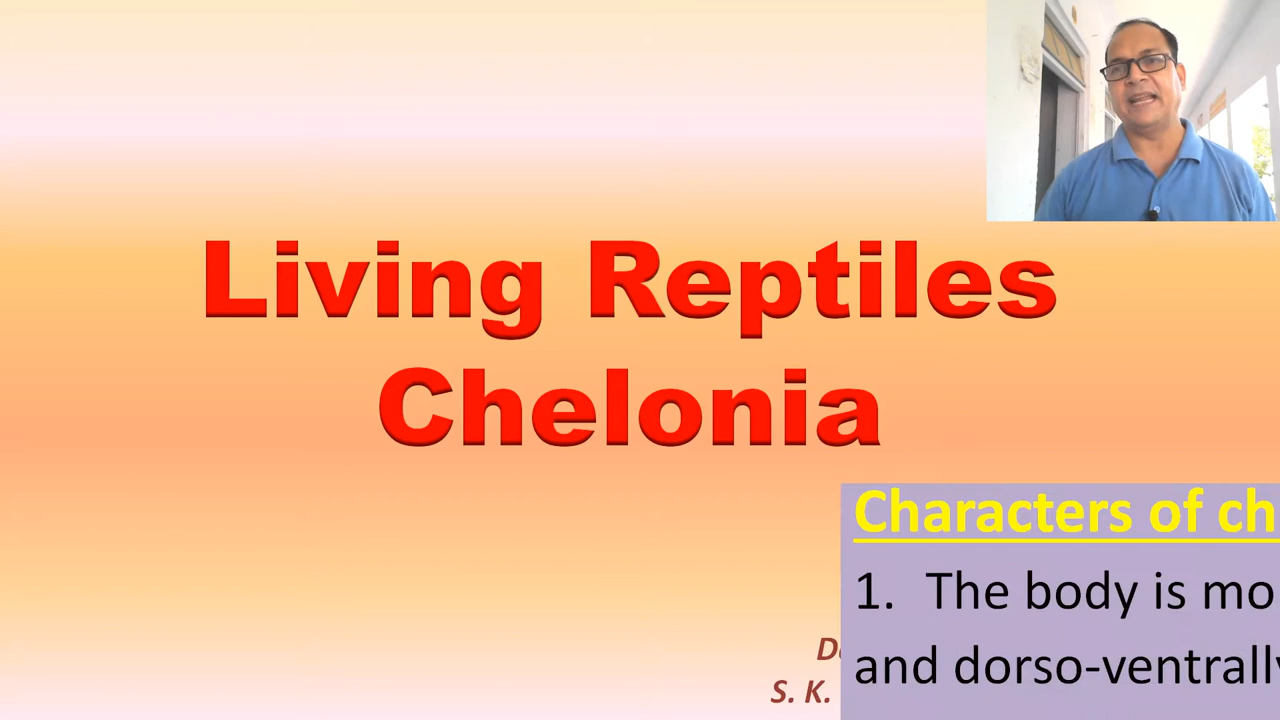 Living Reptiles
Chelonia
Characters of ch
1. The body is mo
and dorso-ventrally
S. K.